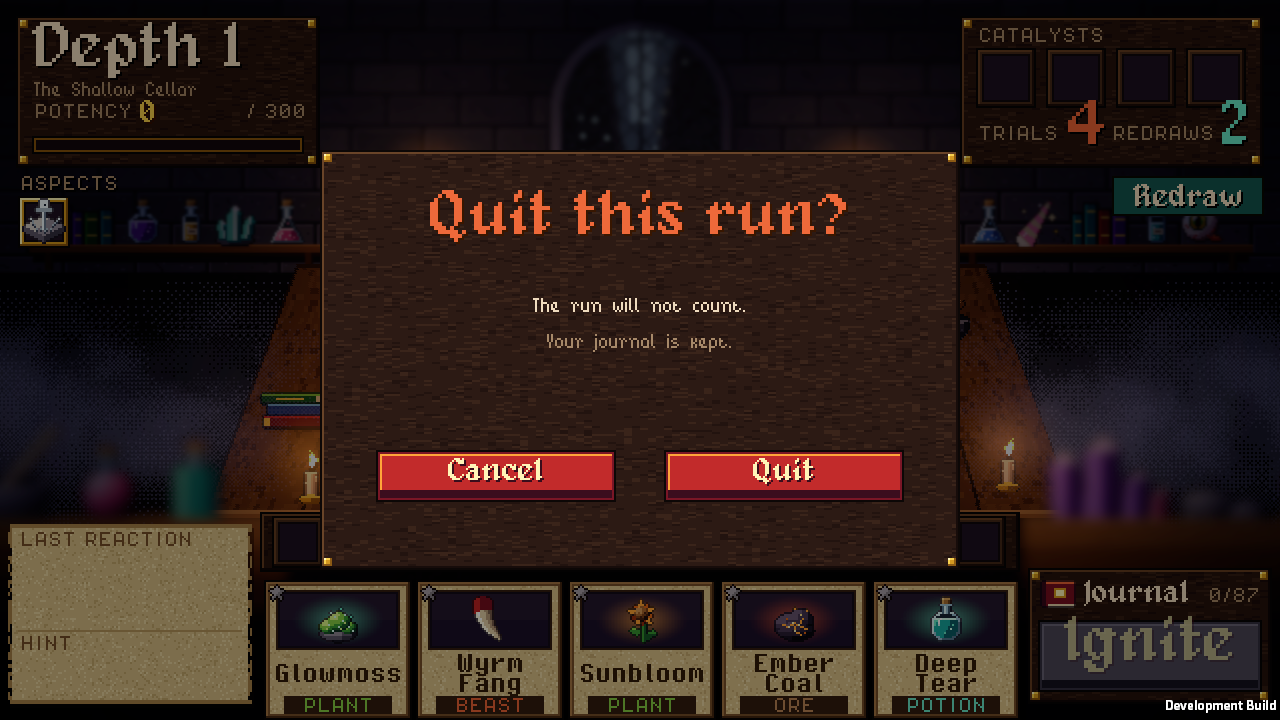 Depth 1
The Shallow Cellar
POTENCY 0 / 300
ASPECTS
CATALYSTS
TRIALS 4 REDRAWS 2
Redraw
Quit this run?
The run will not count.
Your journal is kept.
Cancel
Quit
LAST REACTION
HINT
Glowmoss
PLANT
Wyrm
Fang
BEAST
Sunbloom
PLANT
Ember
Coal
ORE
Deep
Tear
POTION
Journal 0/87
Ignite
Development Build